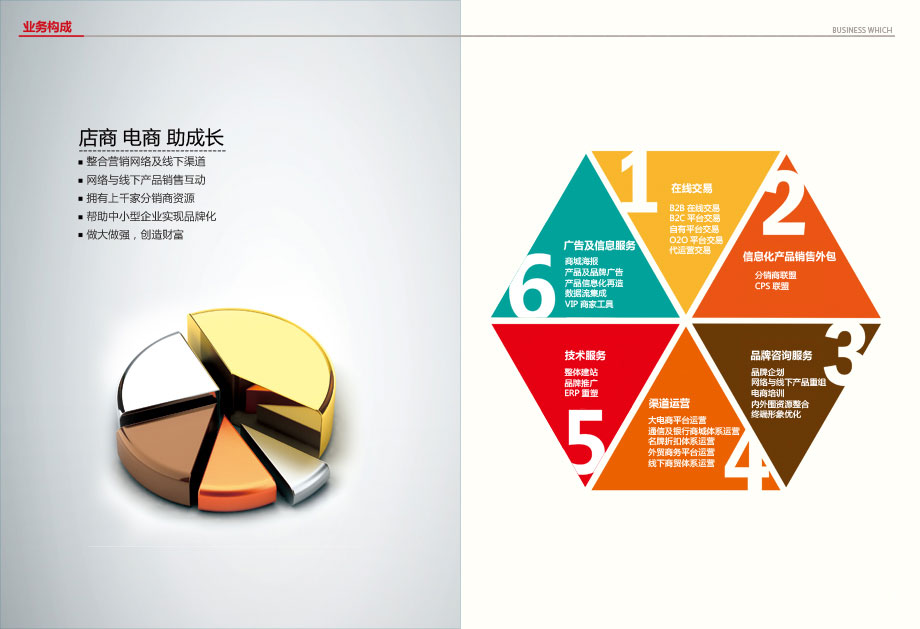 业务构成
BUSINESS WHICH
店商 电商 助成长
整合营销网络及线下渠道
网络与线下产品销售互动
拥有上千家分销商资源
帮助中小型企业实现品牌化
做大做强，创造财富
1
在线交易
B2B 在线交易
B2C 平台交易
自有平台交易
O2O 平台交易
代运营交易
2
信息化产品销售外包
分销商联盟
CPS 联盟
3
品牌咨询服务
品牌企划
网络与线下产品重组
电商培训
内外圈资源整合
终端形象优化
4
渠道运营
大电商平台运营
通信及银行商城体系运营
名牌折扣体系运营
外贸商务平台运营
线下商贸体系运营
5
技术服务
整体建站
品牌推广
ERP 重塑
6
广告及信息服务
商城海报
产品及品牌广告
产品信息化再造
数据流集成
VIP 商家工具